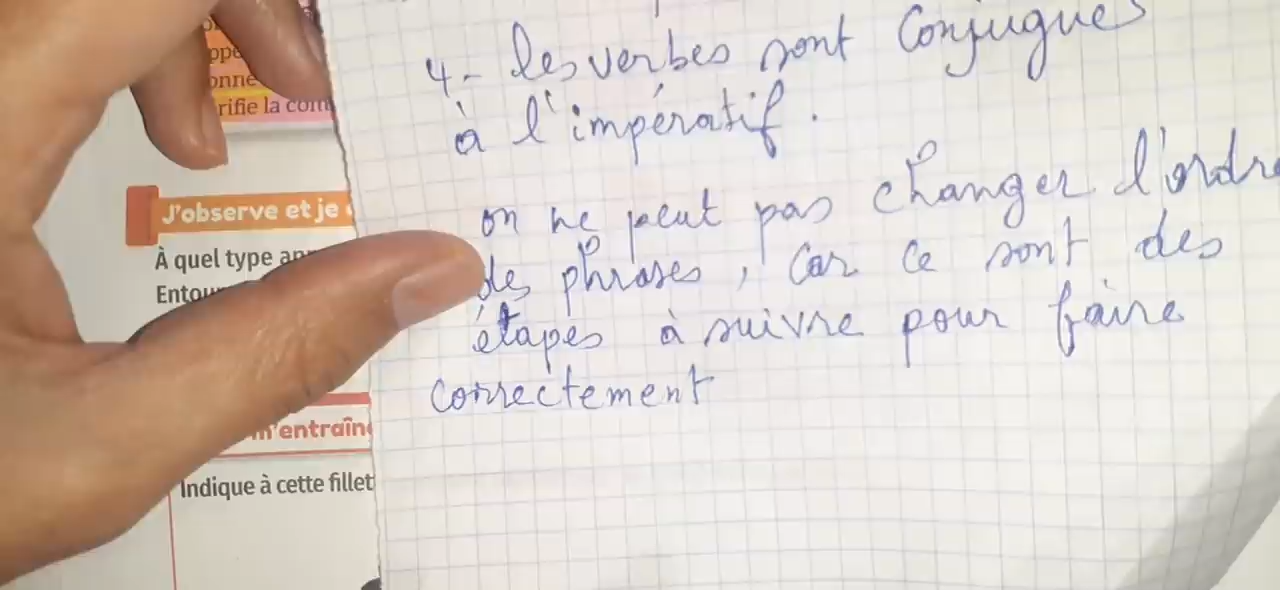 onne
rifie la com
J'observe et je
À quel type
Entou
m'entraîn
Indique à cette fillet
4- les verbes sont conjugués
à l'impératif.
on ne peut pas changer l'ordre
des phrases, car ce sont des
étapes à suivre pour faire
correctement